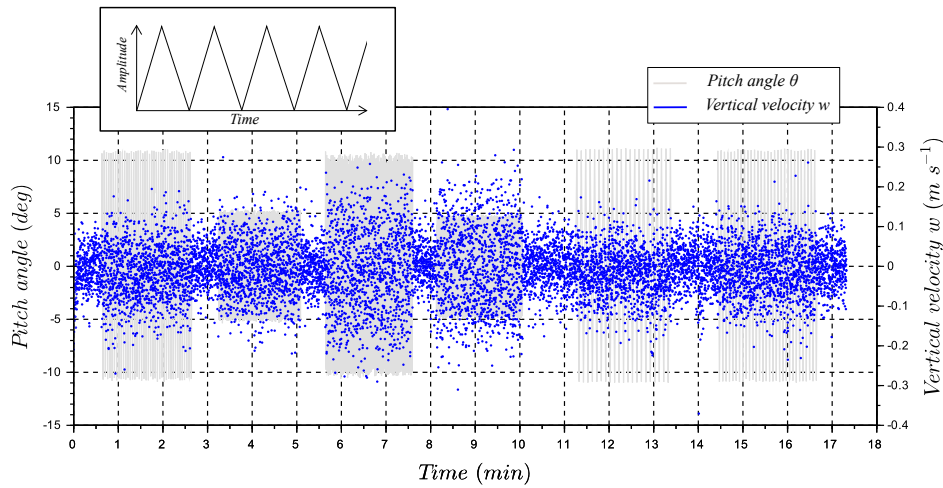 Amplitude
Time
Pitch angle θ
Vertical velocity w
15
10
5
0
-5
-10
-15
Pitch angle (deg)
0.4
0.3
0.2
0.1
0
-0.1
-0.2
-0.3
-0.4
Vertical velocity w (m s⁻¹)
0 1 2 3 4 5 6 7 8 9 10 11 12 13 14 15 16 17 18
Time (min)